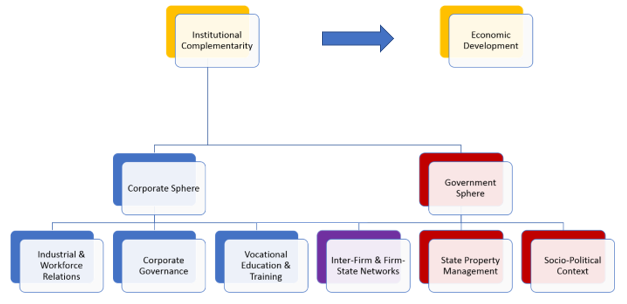 Institutional
Complementarity
Economic
Development
Corporate Sphere
Government
Sphere
Industrial &
Workforce
Relations
Corporate
Governance
Vocational
Education &
Training
Inter-Firm & Firm-
State Networks
State Property
Management
Socio-Political
Context